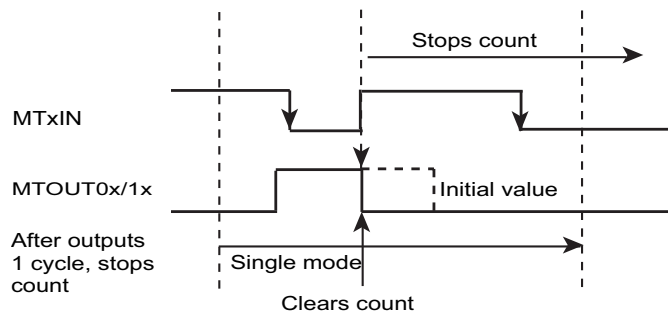 Stops count
MTxIN
MTOUT0x/1x
Initial value
After outputs
1 cycle, stops
count
Single mode
Clears count